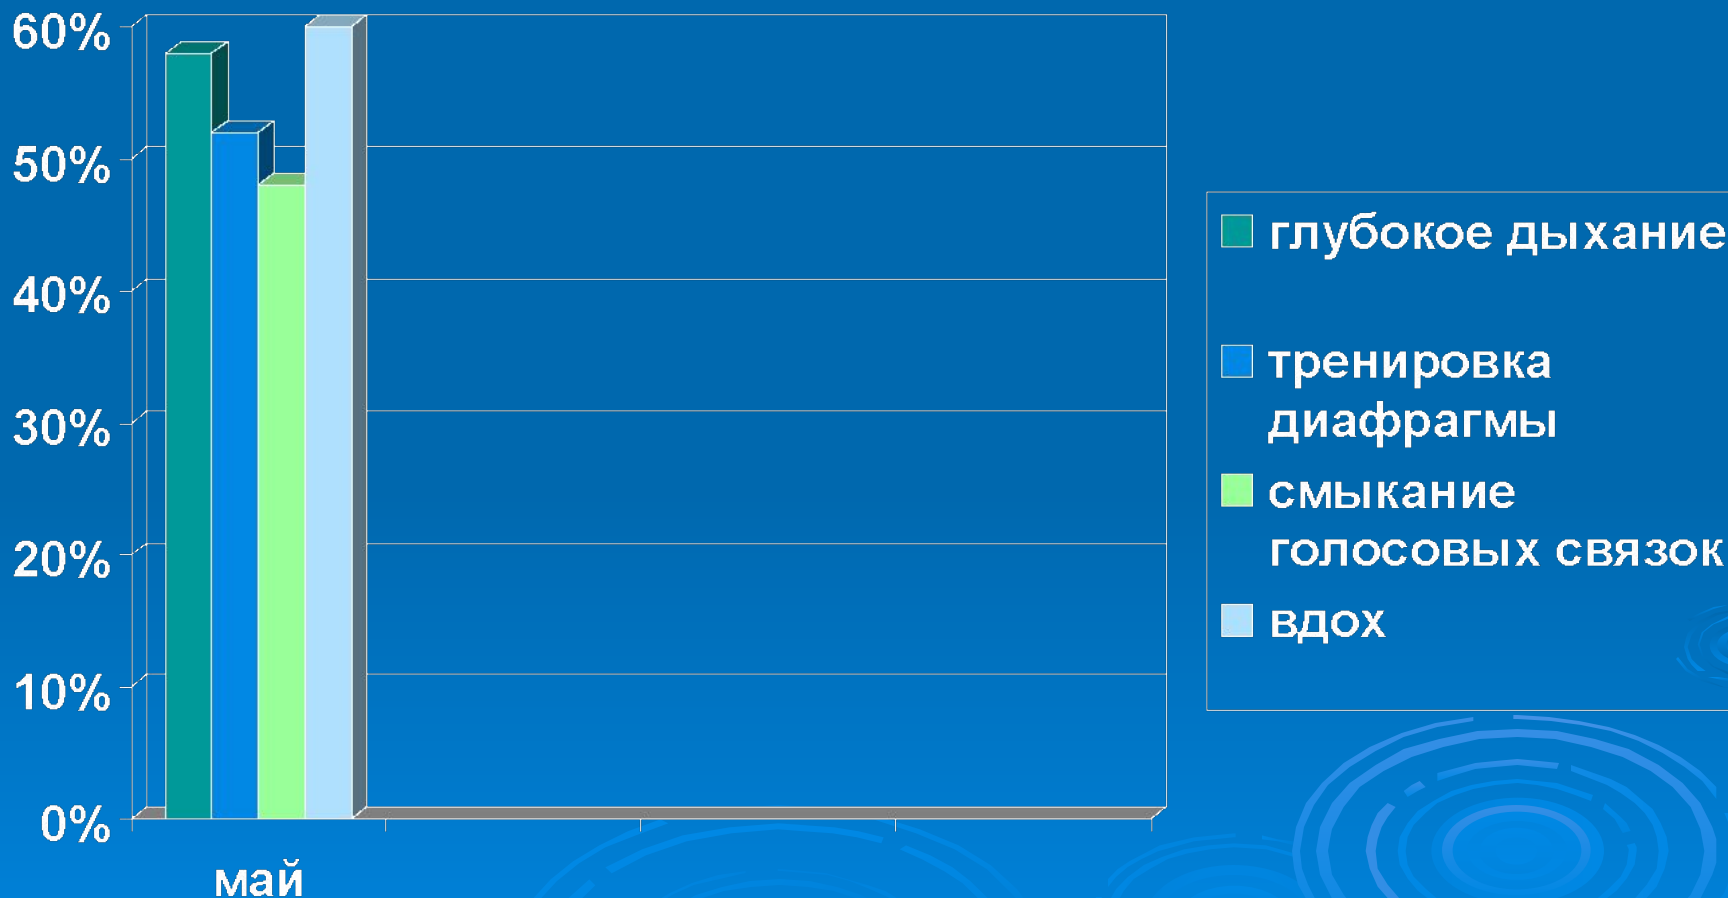 60%
50%
40%
30%
20%
10%
0%
май
глубокое дыхание
тренировка
диафрагмы
смыкание
голосовых связок
вдох